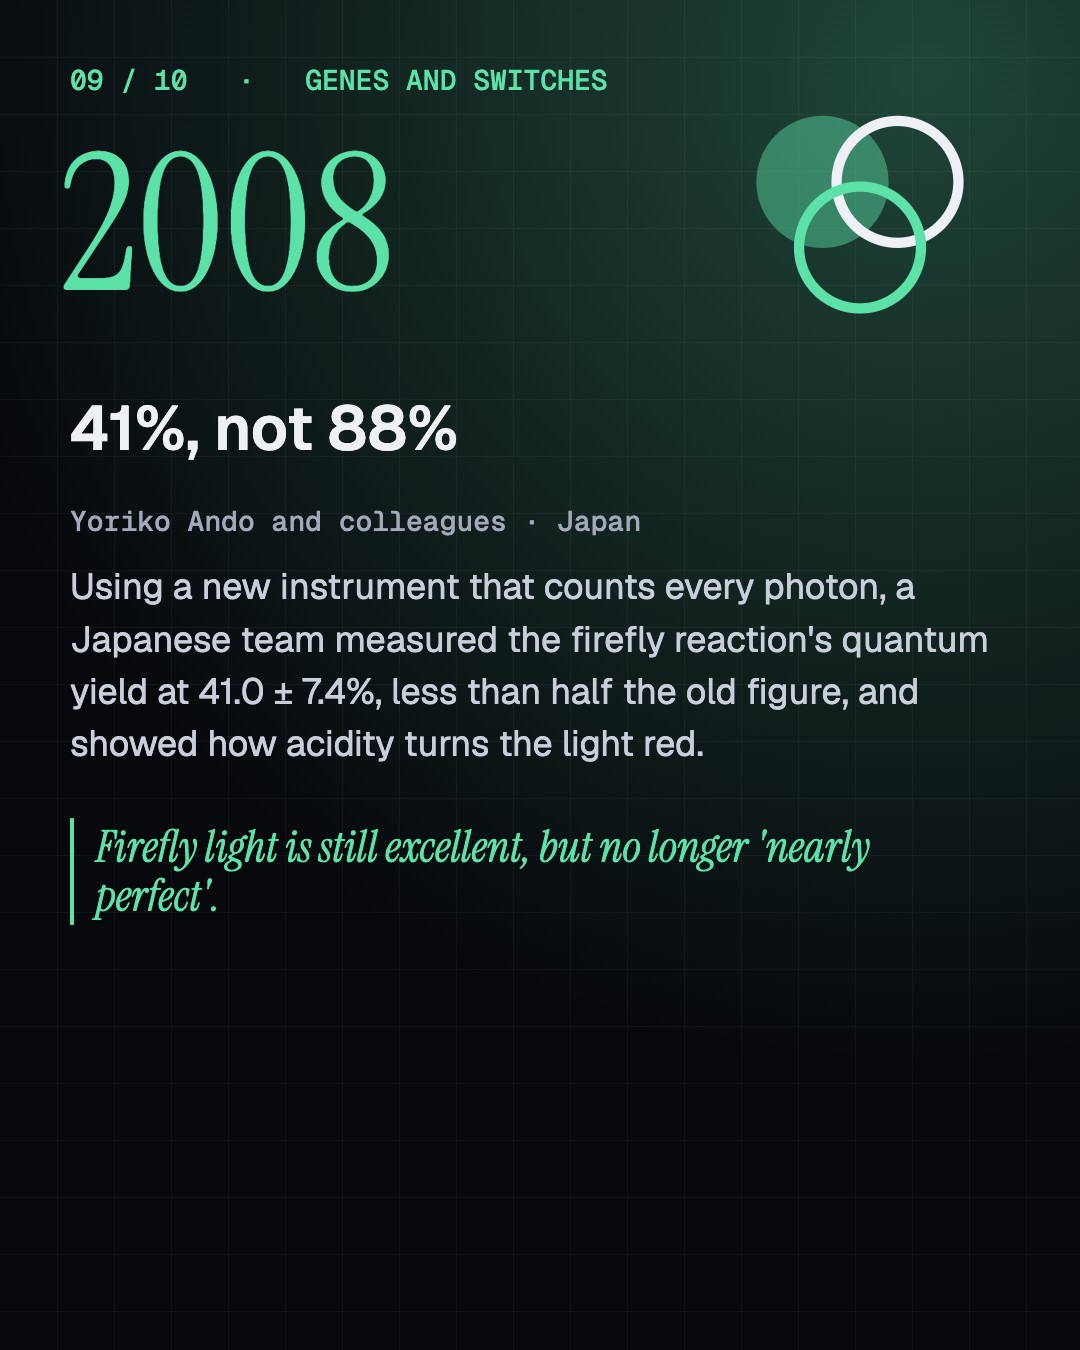 09 / 10 · GENES AND SWITCHES
2008
41%, not 88%
Yoriko Ando and colleagues · Japan
Using a new instrument that counts every photon, a
Japanese team measured the firefly reaction's quantum
yield at 41.0 ± 7.4%, less than half the old figure, and
showed how acidity turns the light red.
Firefly light is still excellent, but no longer 'nearly
perfect'.